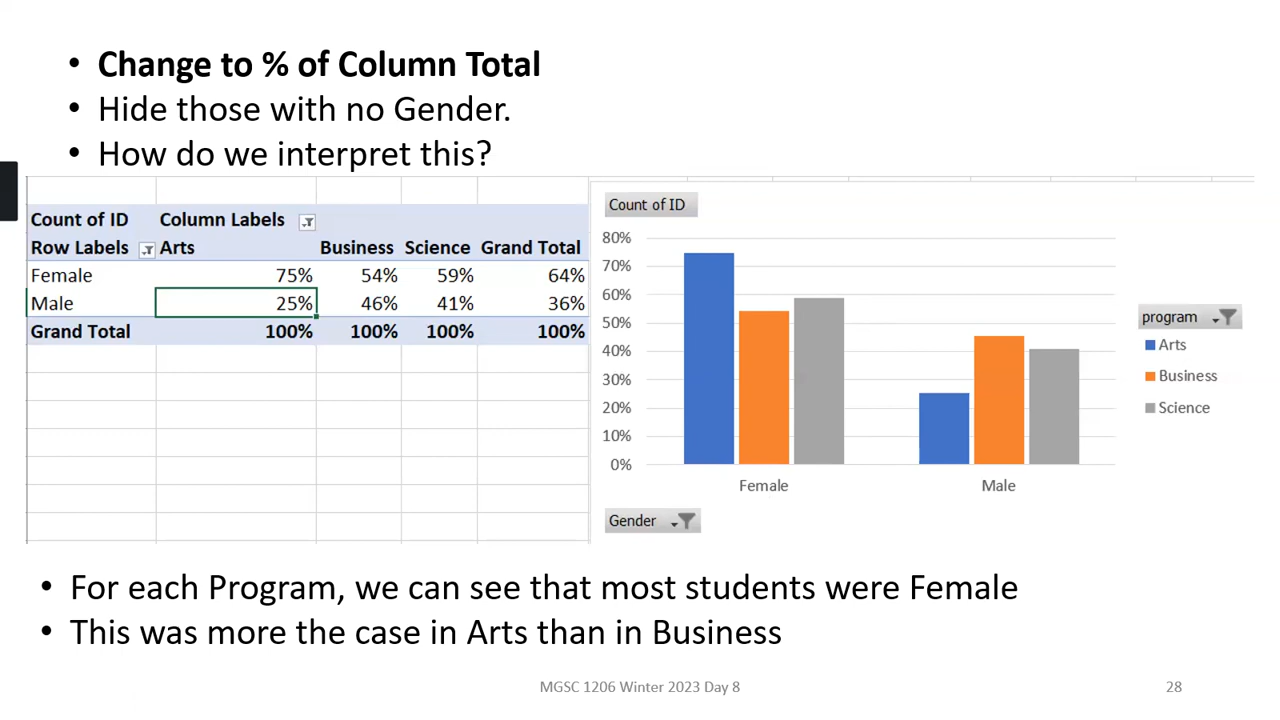 • Change to % of Column Total
• Hide those with no Gender.
• How do we interpret this?
Count of ID Column Labels
Row Labels Arts Business Science Grand Total
Female 75% 54% 59% 64%
Male 25% 46% 41% 36%
Grand Total 100% 100% 100% 100%
Count of ID
80%
70%
60%
50%
40%
30%
20%
10%
0%
Female Male
Gender
program
Arts
Business
Science
• For each Program, we can see that most students were Female
• This was more the case in Arts than in Business
MGSC 1206 Winter 2023 Day 8 28